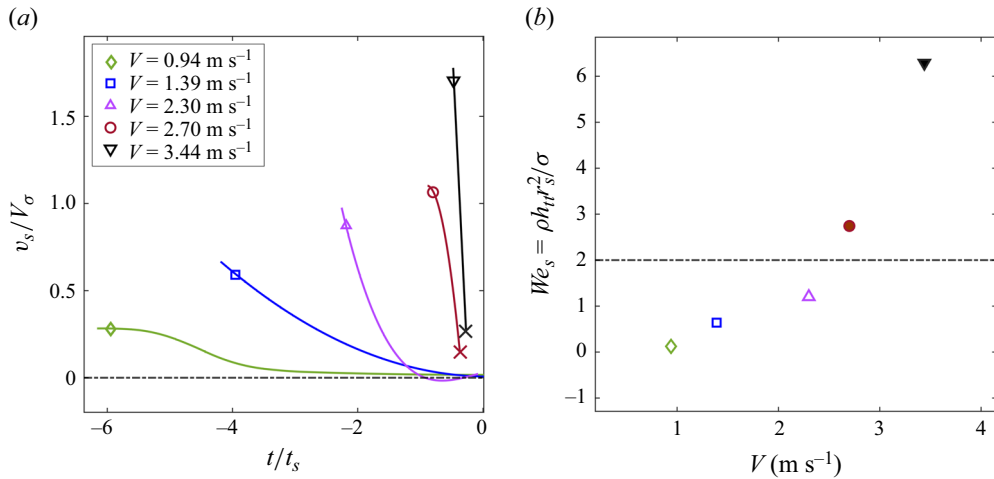 (a)
V = 0.94 m s⁻¹
V = 1.39 m s⁻¹
V = 2.30 m s⁻¹
V = 2.70 m s⁻¹
V = 3.44 m s⁻¹
1.5
1.0
0.5
0
vₛ/V_σ
−6
−4
−2
0
t/tₛ
(b)
6
5
4
3
2
1
0
−1
Weₛ = ρhₜₜrₛ²/σ
1
2
3
4
V (m s⁻¹)